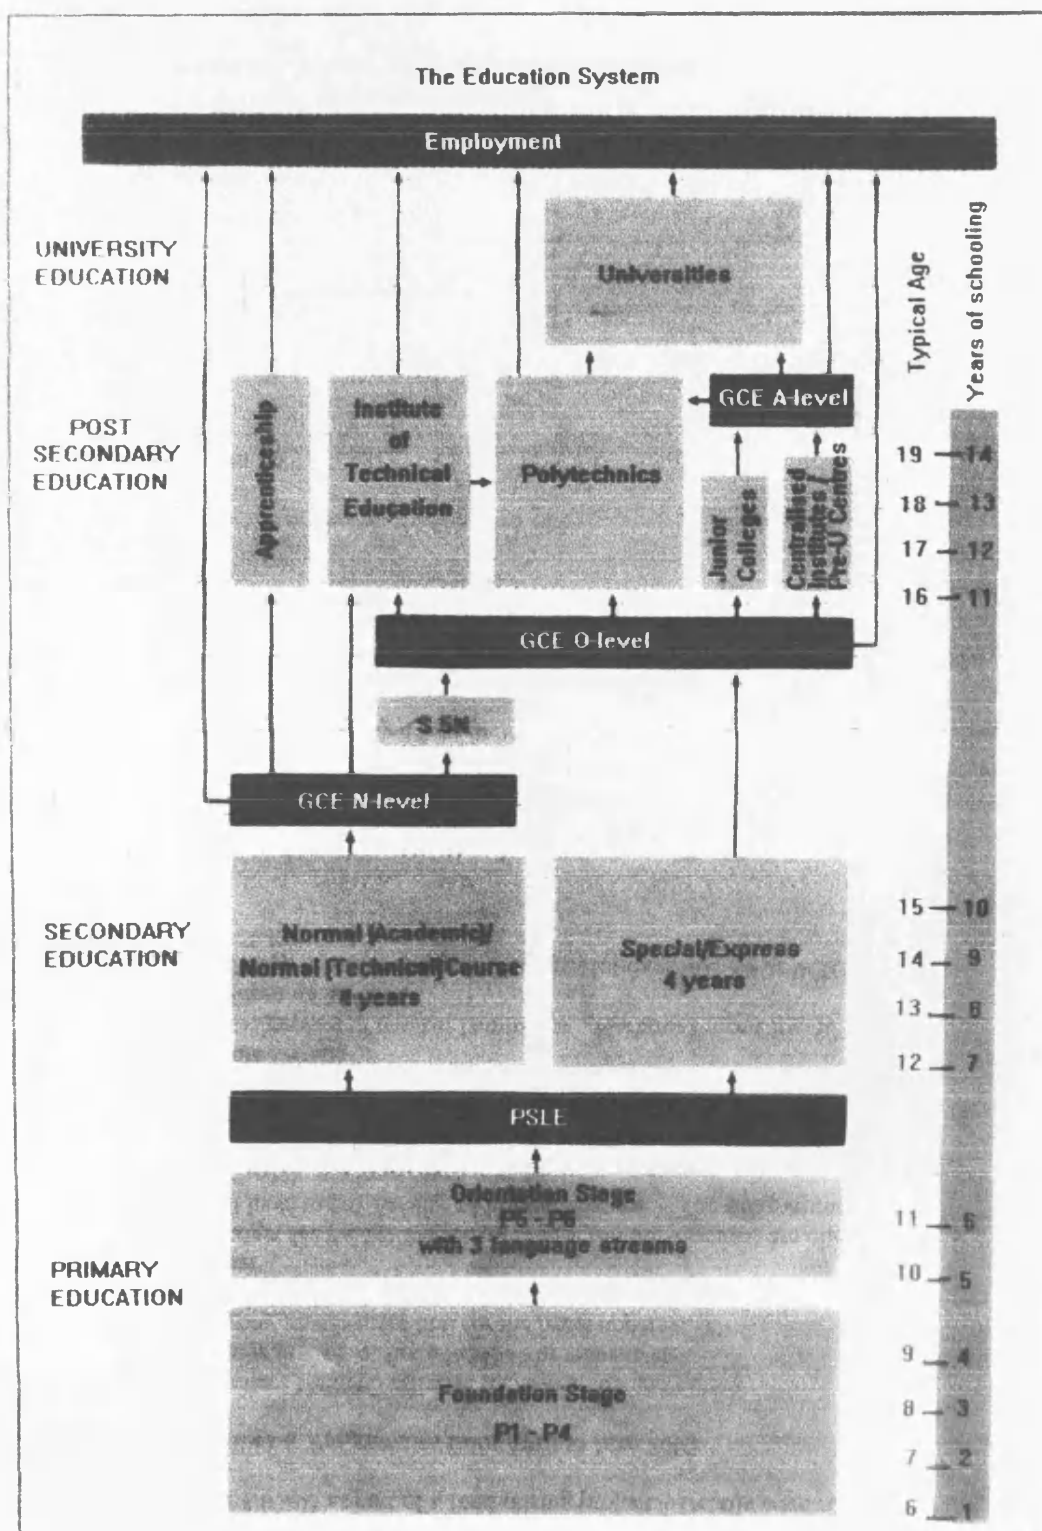 The Education System
Employment
UNIVERSITY
EDUCATION
Universities
Typical Age
Years of schooling
POST
SECONDARY
EDUCATION
Apprenticeship
Institute
of
Technical
Education
Polytechnics
GCE A-level
Junior
Colleges
Centralised
Institutes /
Pre-U Centres
19 14
18 13
17 12
16 11
GCE O-level
S 5N
GCE N-level
SECONDARY
EDUCATION
Normal (Academic)/
Normal (Technical) Course
4 years
Special/Express
4 years
15 10
14 9
13 8
12 7
PSLE
Orientation Stage
P5 - P6
with 3 language streams
11 6
10 5
PRIMARY
EDUCATION
Foundation Stage
P1 - P4
9 4
8 3
7 2
6 1